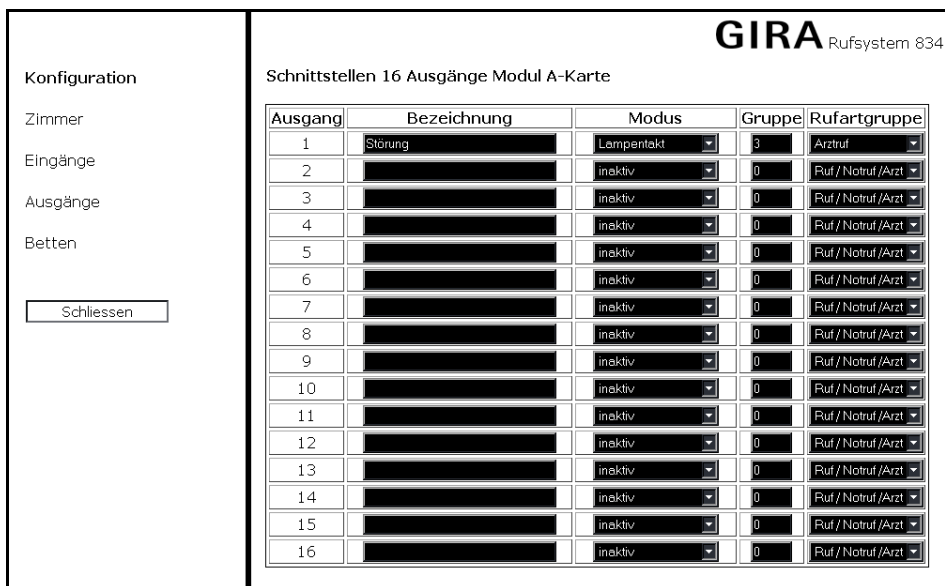 GIRA Rufsystem 834
Konfiguration
Zimmer
Eingänge
Ausgänge
Betten
Schliessen
Schnittstellen 16 Ausgänge Modul A-Karte
Ausgang Bezeichnung Modus Gruppe Rufartgruppe
1 Störung Lampentakt 3 Arztruf
2 inaktiv 0 Ruf / Notruf /Arzt
3 inaktiv 0 Ruf / Notruf /Arzt
4 inaktiv 0 Ruf / Notruf /Arzt
5 inaktiv 0 Ruf / Notruf /Arzt
6 inaktiv 0 Ruf / Notruf /Arzt
7 inaktiv 0 Ruf / Notruf /Arzt
8 inaktiv 0 Ruf / Notruf /Arzt
9 inaktiv 0 Ruf / Notruf /Arzt
10 inaktiv 0 Ruf / Notruf /Arzt
11 inaktiv 0 Ruf / Notruf /Arzt
12 inaktiv 0 Ruf / Notruf /Arzt
13 inaktiv 0 Ruf / Notruf /Arzt
14 inaktiv 0 Ruf / Notruf /Arzt
15 inaktiv 0 Ruf / Notruf /Arzt
16 inaktiv 0 Ruf / Notruf /Arzt